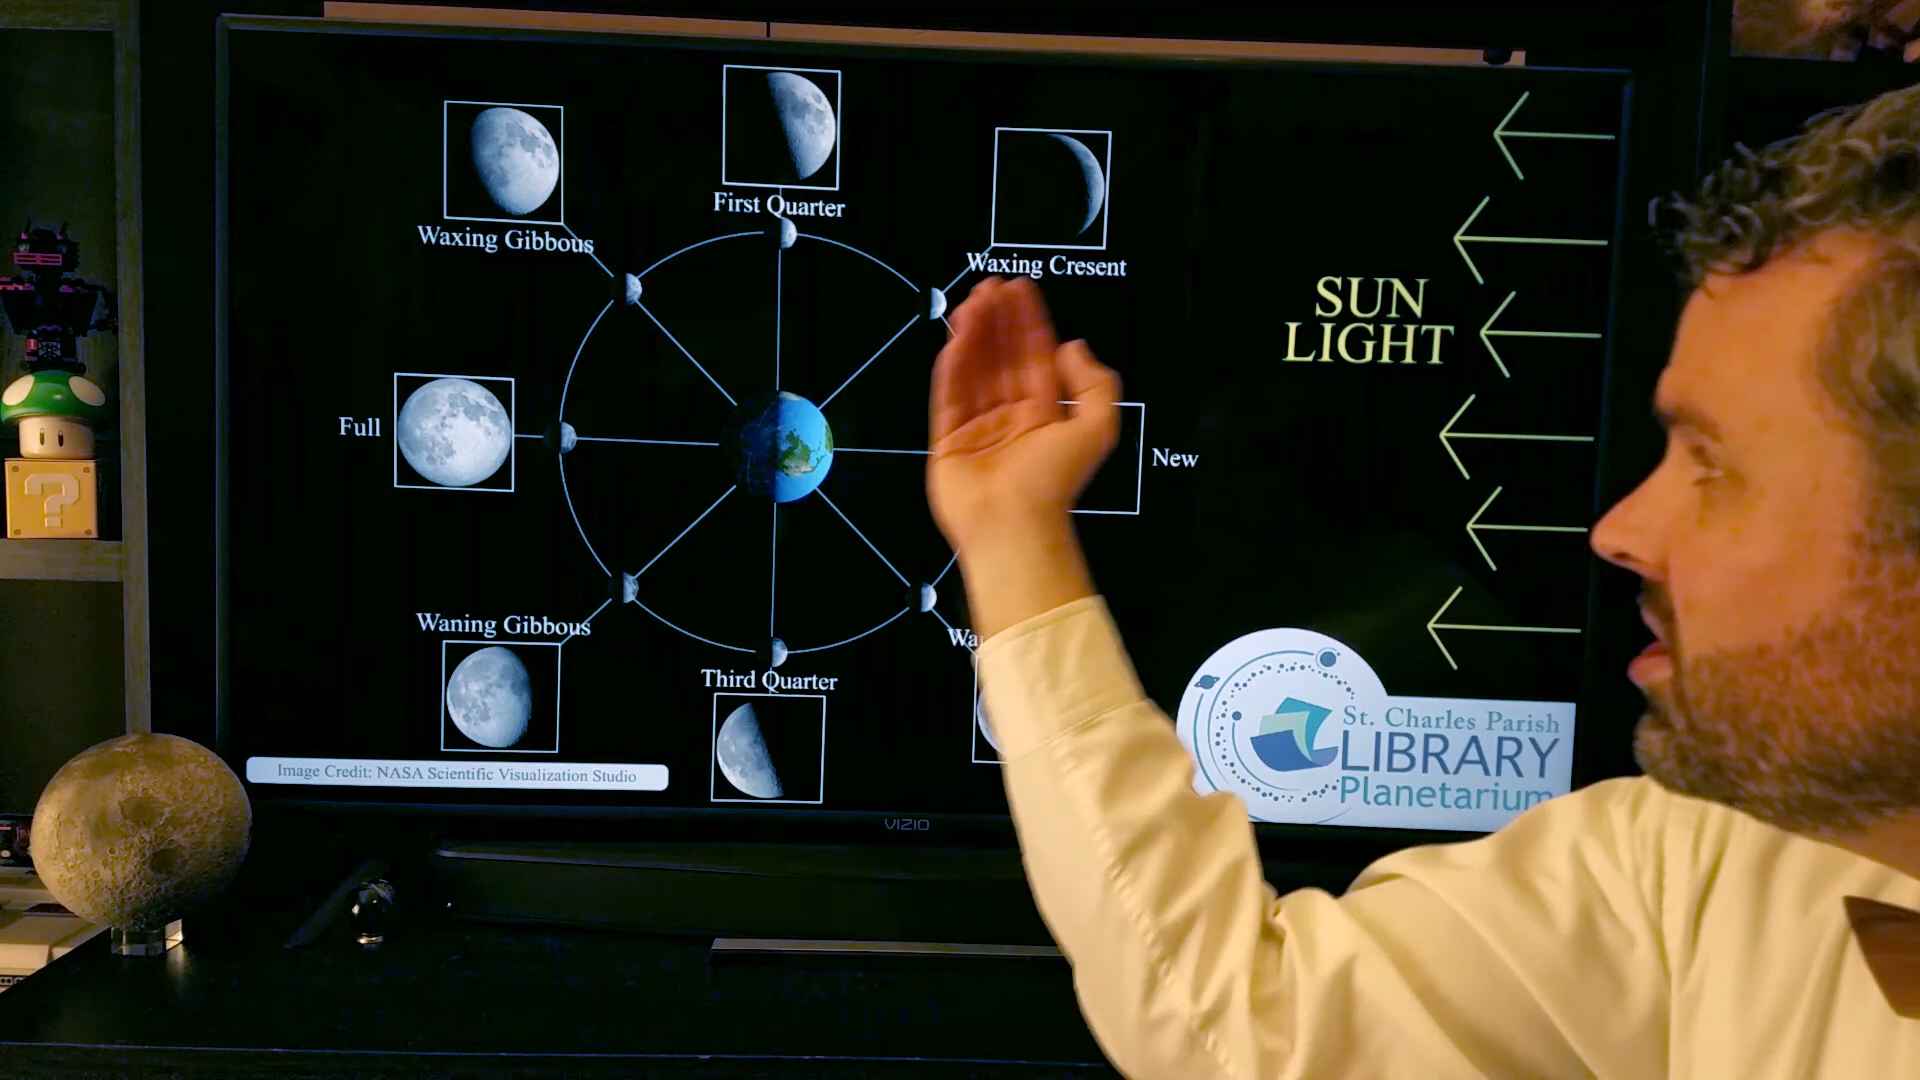 First Quarter
Waxing Gibbous
Waxing Cresent
SUN
LIGHT
Full
New
Waning Gibbous
Third Quarter
Image Credit: NASA Scientific Visualization Studio
St. Charles Parish
LIBRARY
Planetarium
VIZIO
?